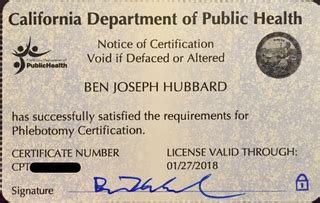 California Department of Public Health
Notice of Certification
Void if Defaced or Altered
PublicHealth
BEN JOSEPH HUBBARD
has successfully satisfied the requirements for
Phlebotomy Certification.
CERTIFICATE NUMBER
LICENSE VALID THROUGH:
CPT
01/27/2018
Signature